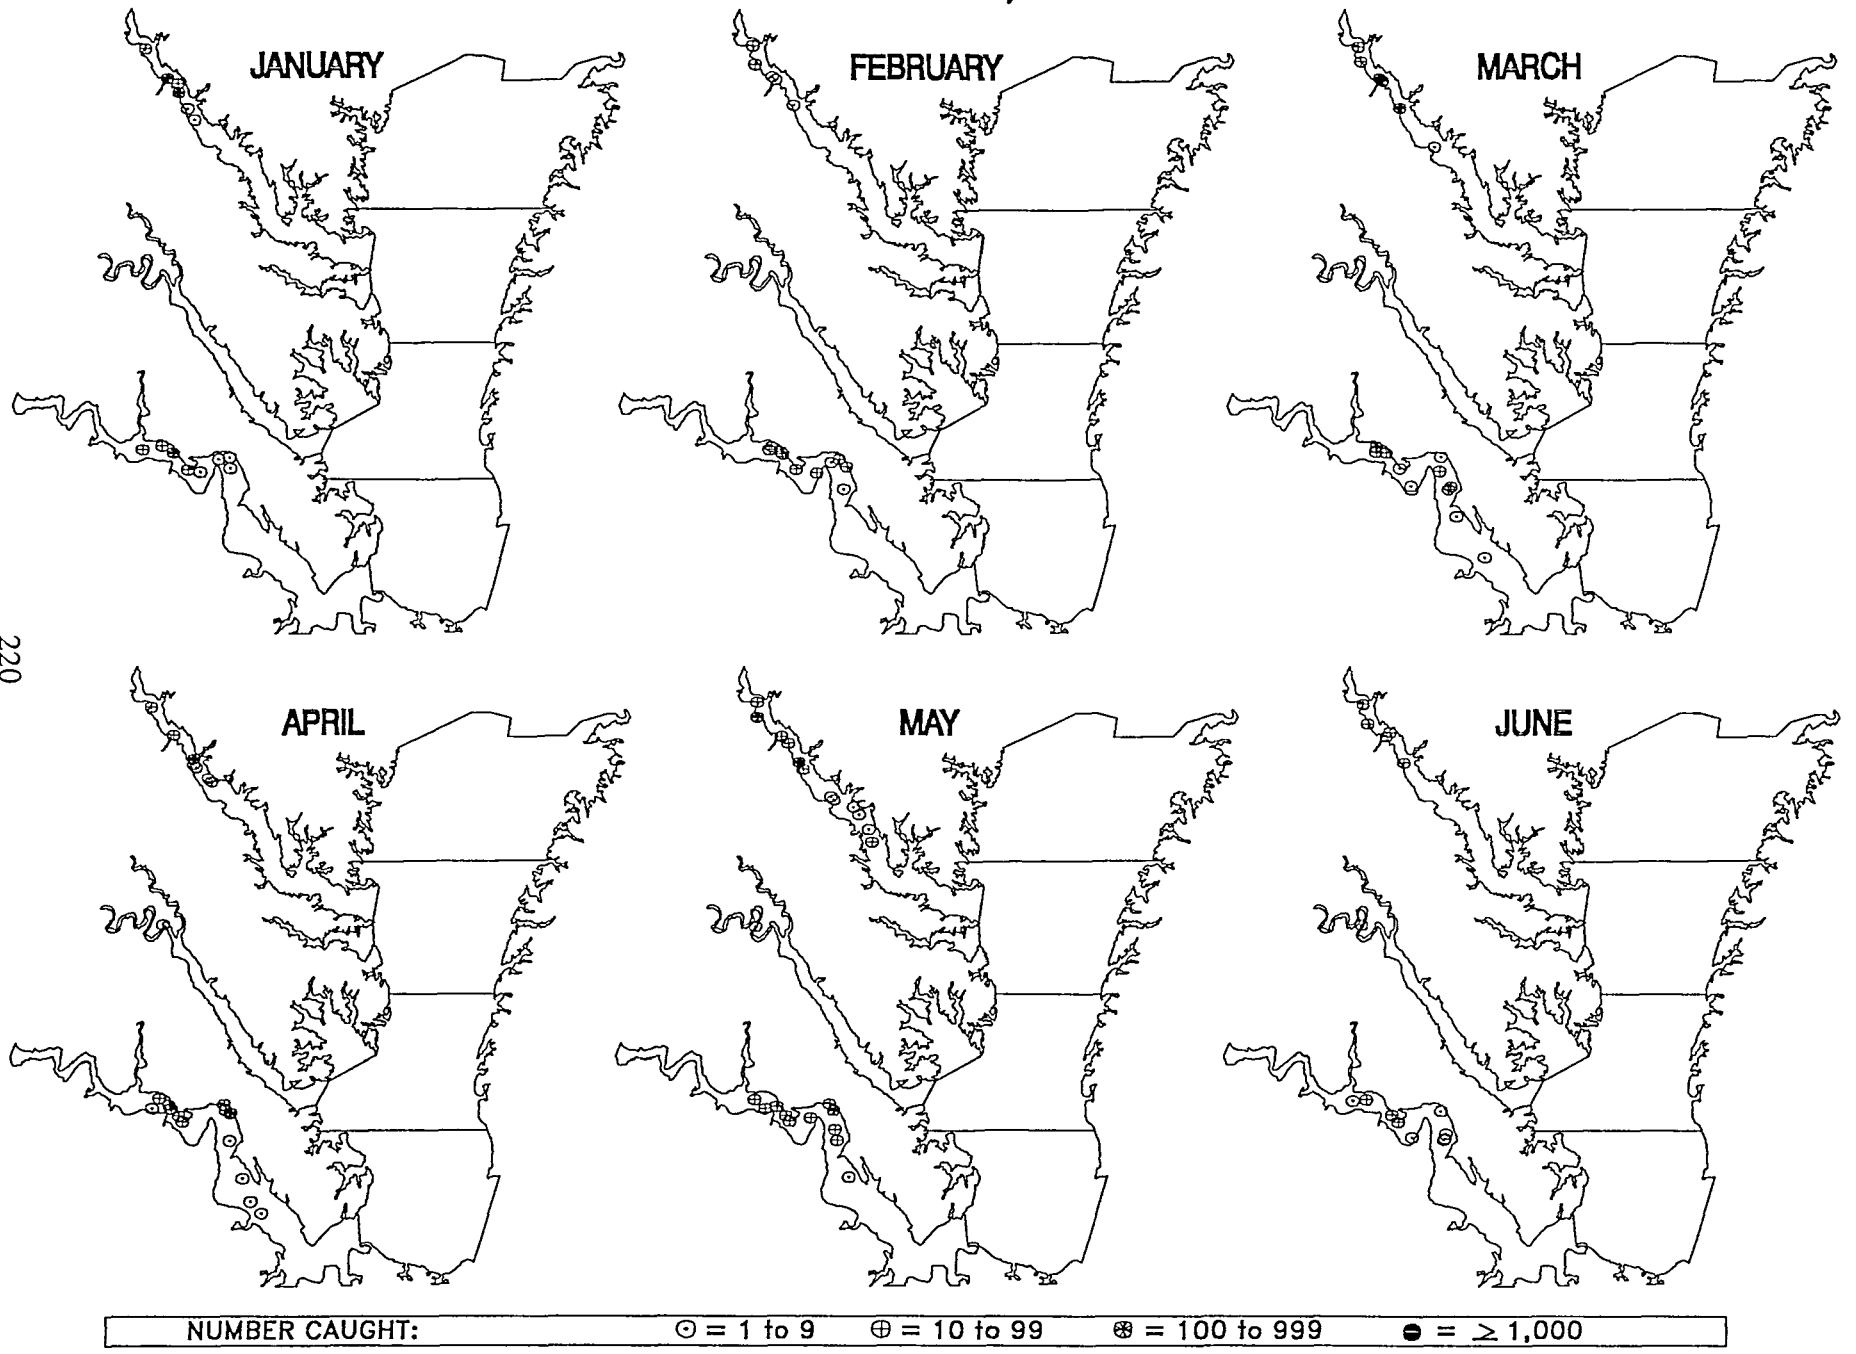 JANUARY
FEBRUARY
MARCH
220
APRIL
MAY
JUNE
NUMBER CAUGHT: ⊙ = 1 to 9 ⊕ = 10 to 99 ⊛ = 100 to 999 ⊖ = ≥ 1,000